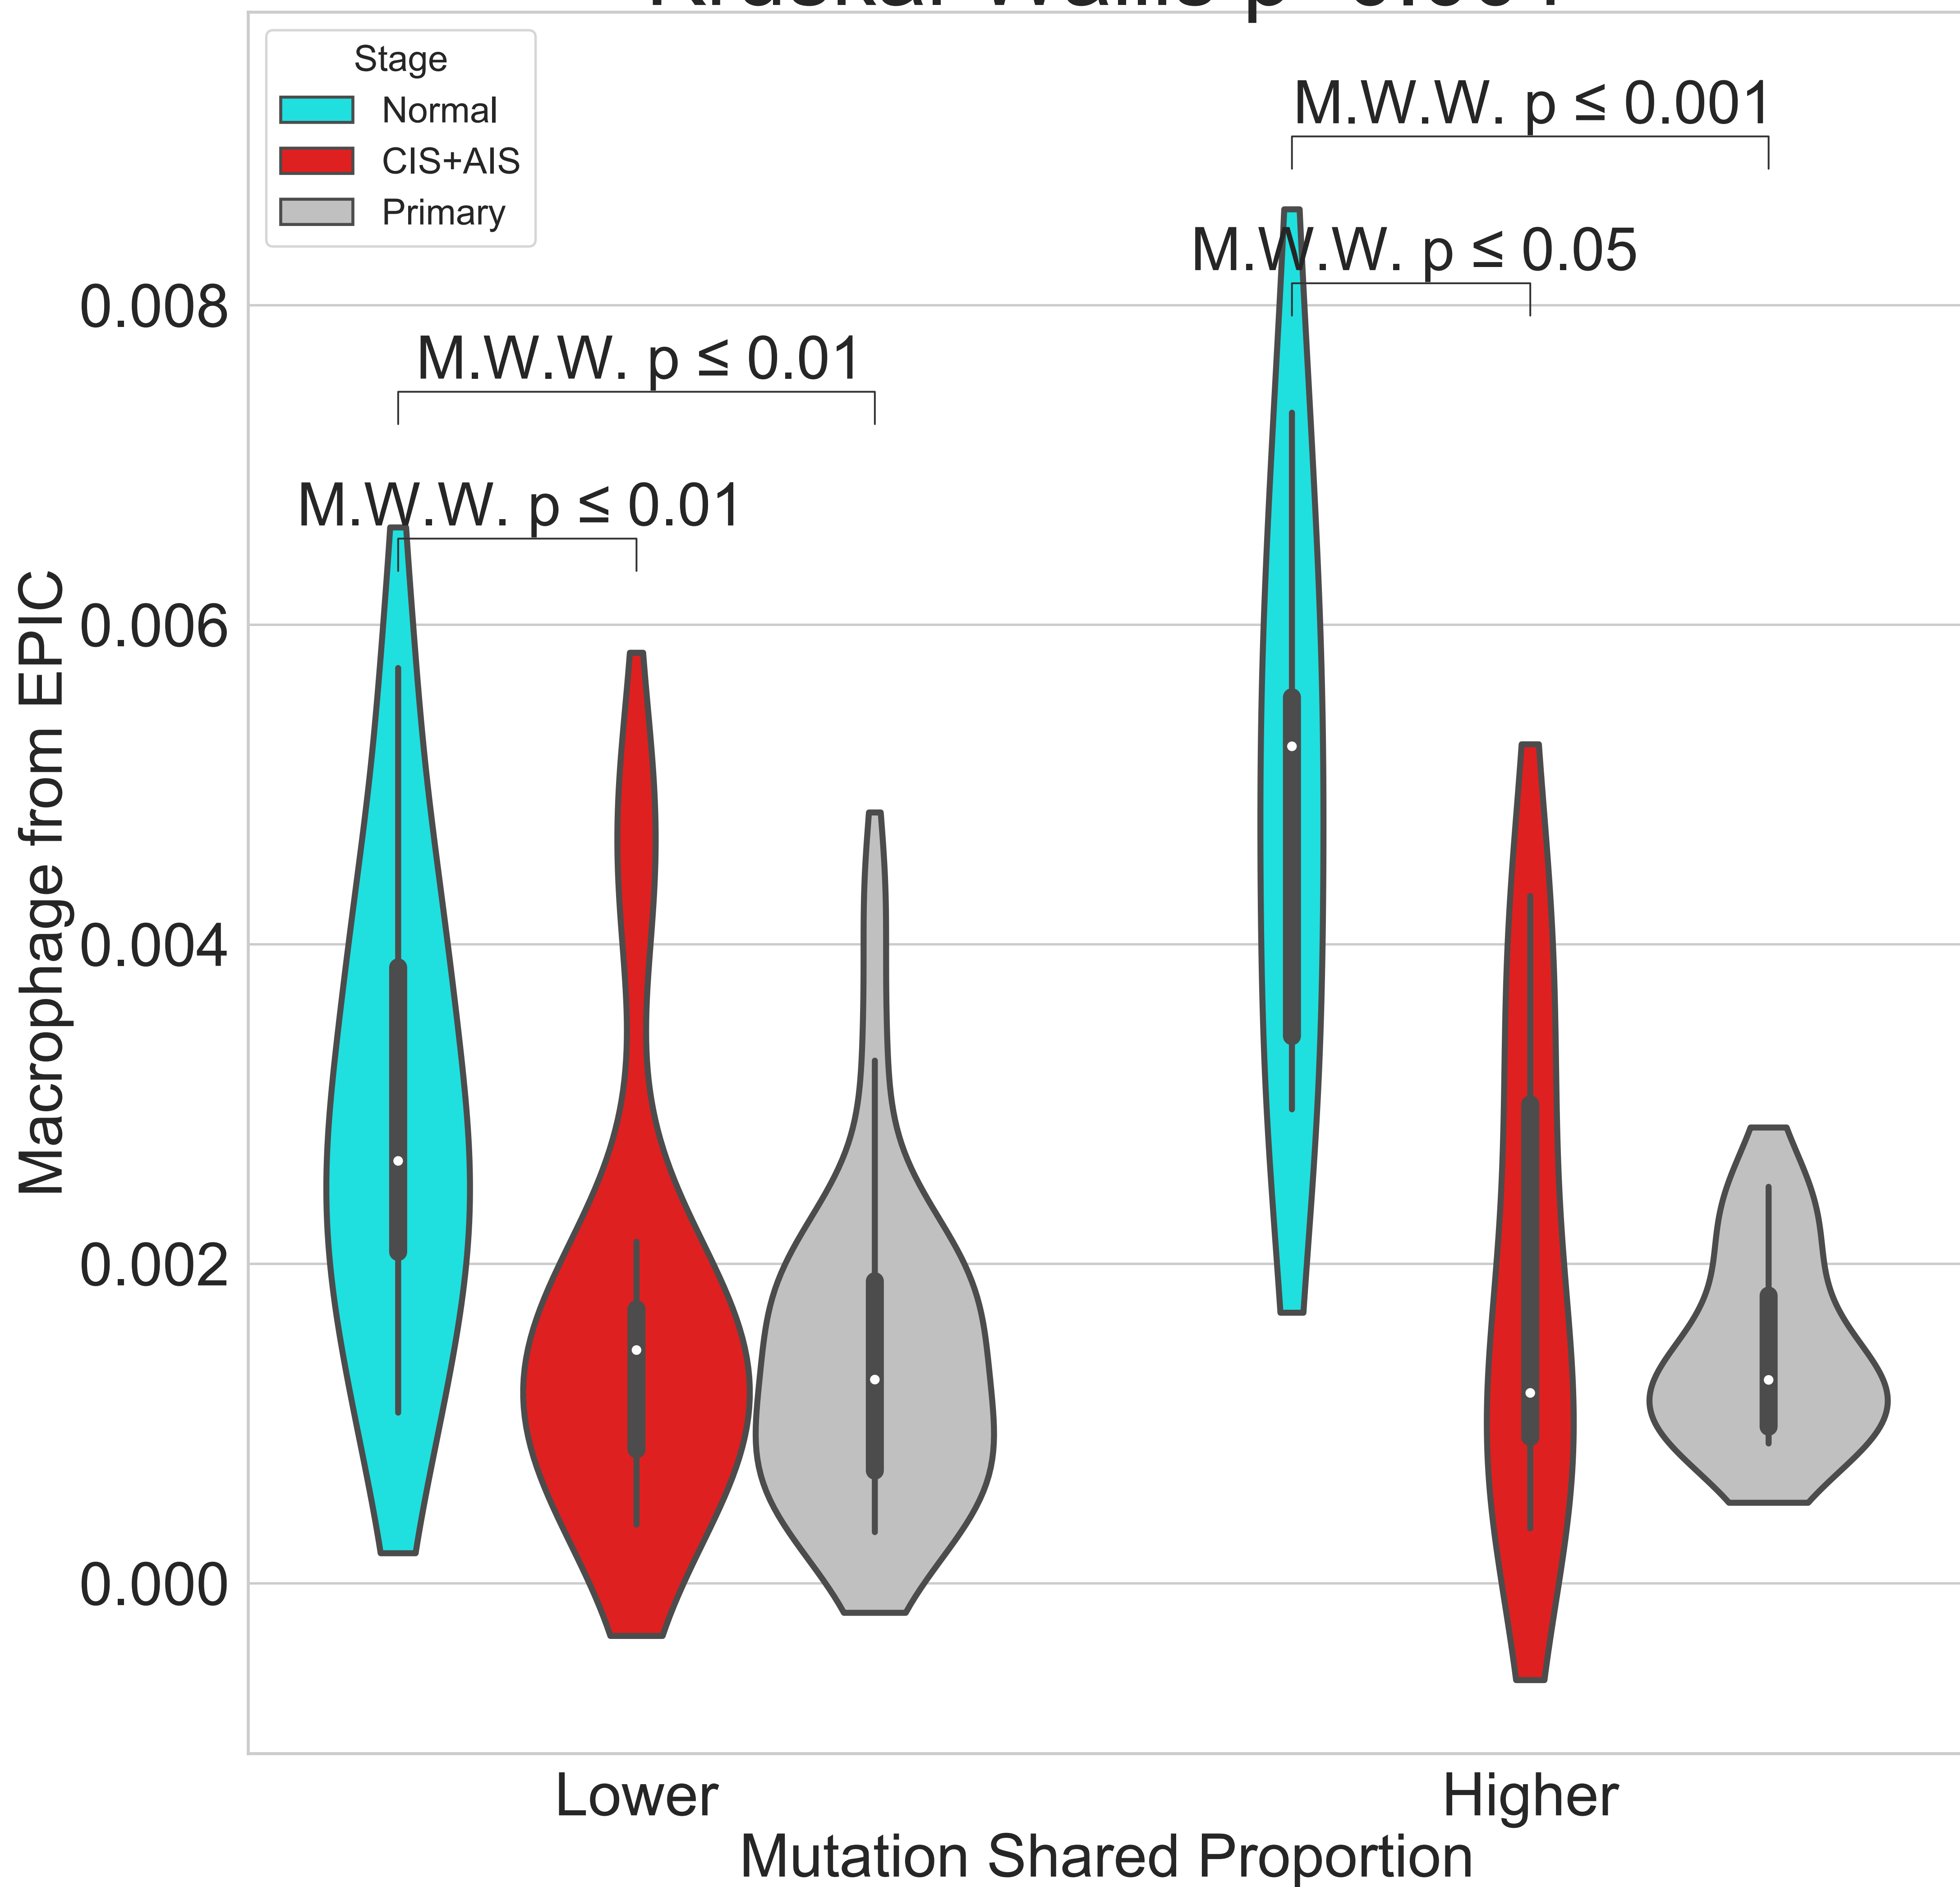 Stage
Normal
CIS+AIS
Primary
M.W.W. p ≤ 0.001
M.W.W. p ≤ 0.05
M.W.W. p ≤ 0.01
M.W.W. p ≤ 0.01
0.008
0.006
0.004
0.002
0.000
Macrophage from EPIC
Lower
Higher
Mutation Shared Proportion